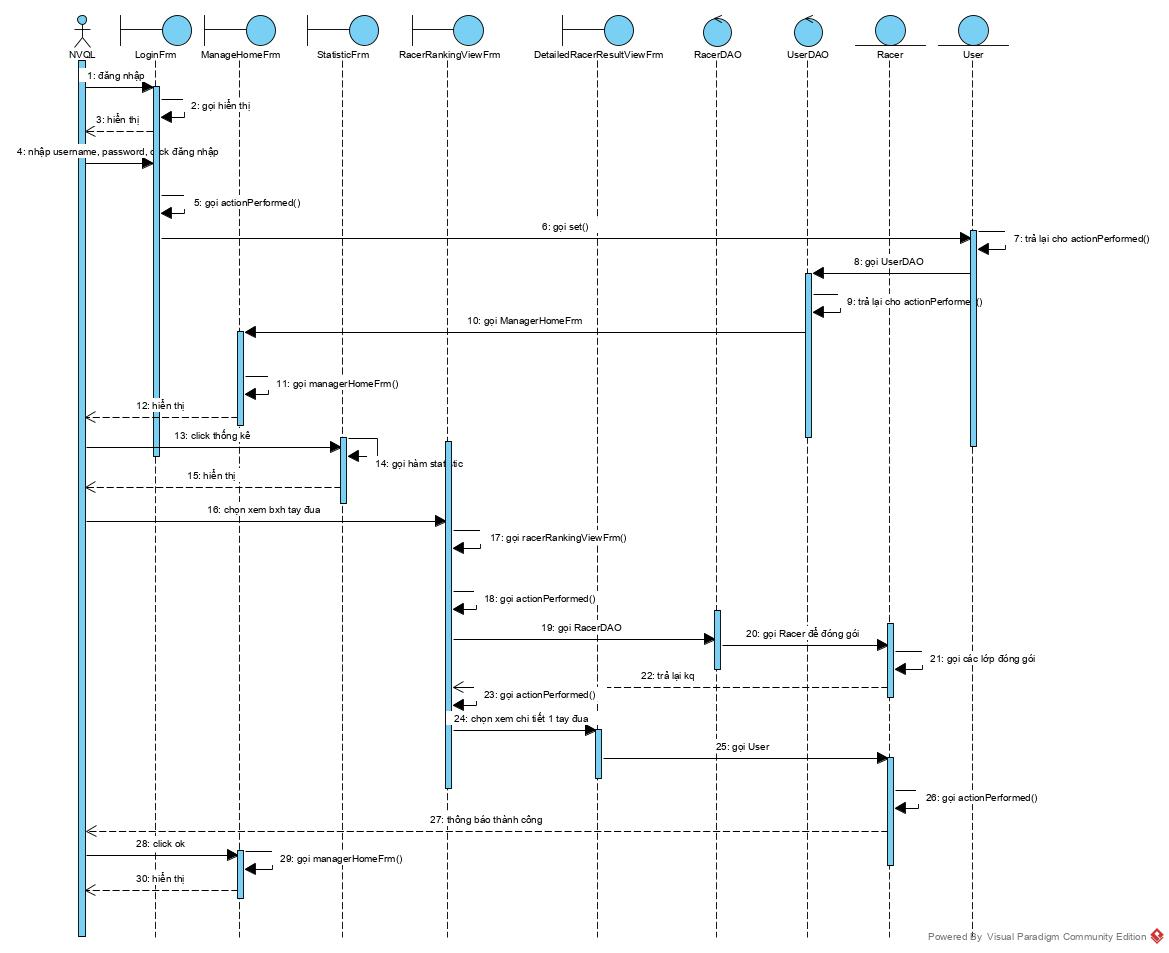 NVQL
LoginFrm
ManageHomeFrm
StatisticFrm
RacerRankingViewFrm
DetailedRacerResultViewFrm
RacerDAO
UserDAO
Racer
User
1: đăng nhập
2: gọi hiển thị
3: hiển thị
4: nhập username, password, click đăng nhập
5: gọi actionPerformed()
6: gọi set()
7: trả lại cho actionPerformed()
8: gọi UserDAO
9: trả lại cho actionPerformed()
10: gọi ManagerHomeFrm
11: gọi managerHomeFrm()
12: hiển thị
13: click thống kê
14: gọi hàm statistic
15: hiển thị
16: chọn xem bxh tay đua
17: gọi racerRankingViewFrm()
18: gọi actionPerformed()
19: gọi RacerDAO
20: gọi Racer để đóng gói
21: gọi các lớp đóng gói
22: trả lại kq
23: gọi actionPerformed()
24: chọn xem chi tiết 1 tay đua
25: gọi User
26: gọi actionPerformed()
27: thông báo thành công
28: click ok
29: gọi managerHomeFrm()
30: hiển thị
Powered By Visual Paradigm Community Edition